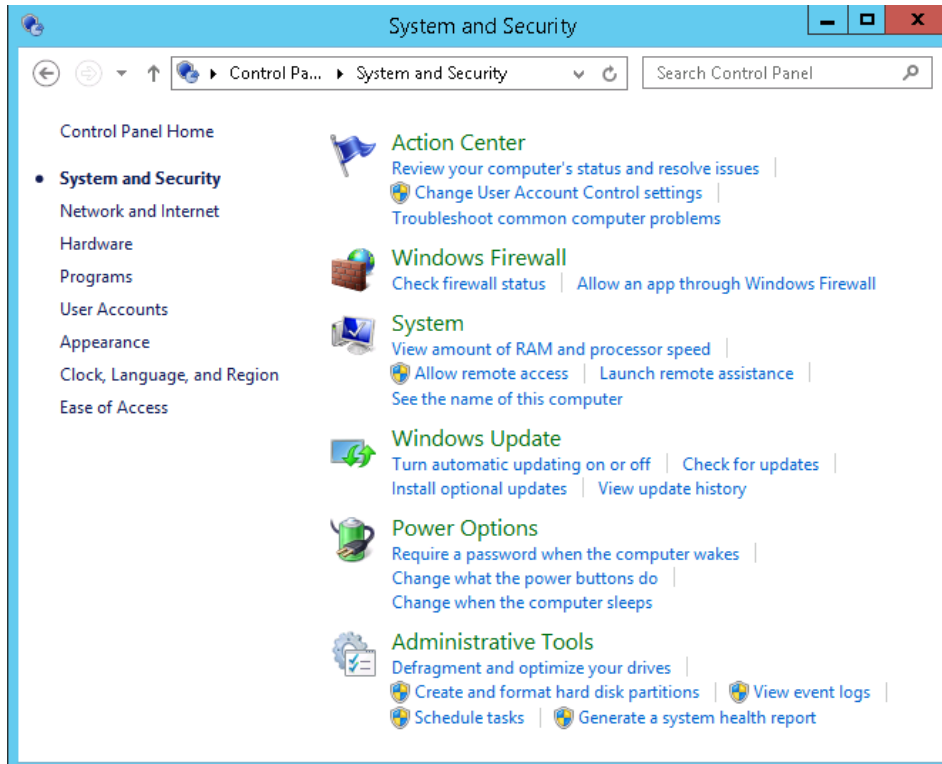 System and Security
Control Pa... System and Security
Search Control Panel
Control Panel Home
System and Security
Network and Internet
Hardware
Programs
User Accounts
Appearance
Clock, Language, and Region
Ease of Access
Action Center
Review your computer's status and resolve issues
Change User Account Control settings
Troubleshoot common computer problems
Windows Firewall
Check firewall status Allow an app through Windows Firewall
System
View amount of RAM and processor speed
Allow remote access Launch remote assistance
See the name of this computer
Windows Update
Turn automatic updating on or off Check for updates
Install optional updates View update history
Power Options
Require a password when the computer wakes
Change what the power buttons do
Change when the computer sleeps
Administrative Tools
Defragment and optimize your drives
Create and format hard disk partitions View event logs
Schedule tasks Generate a system health report